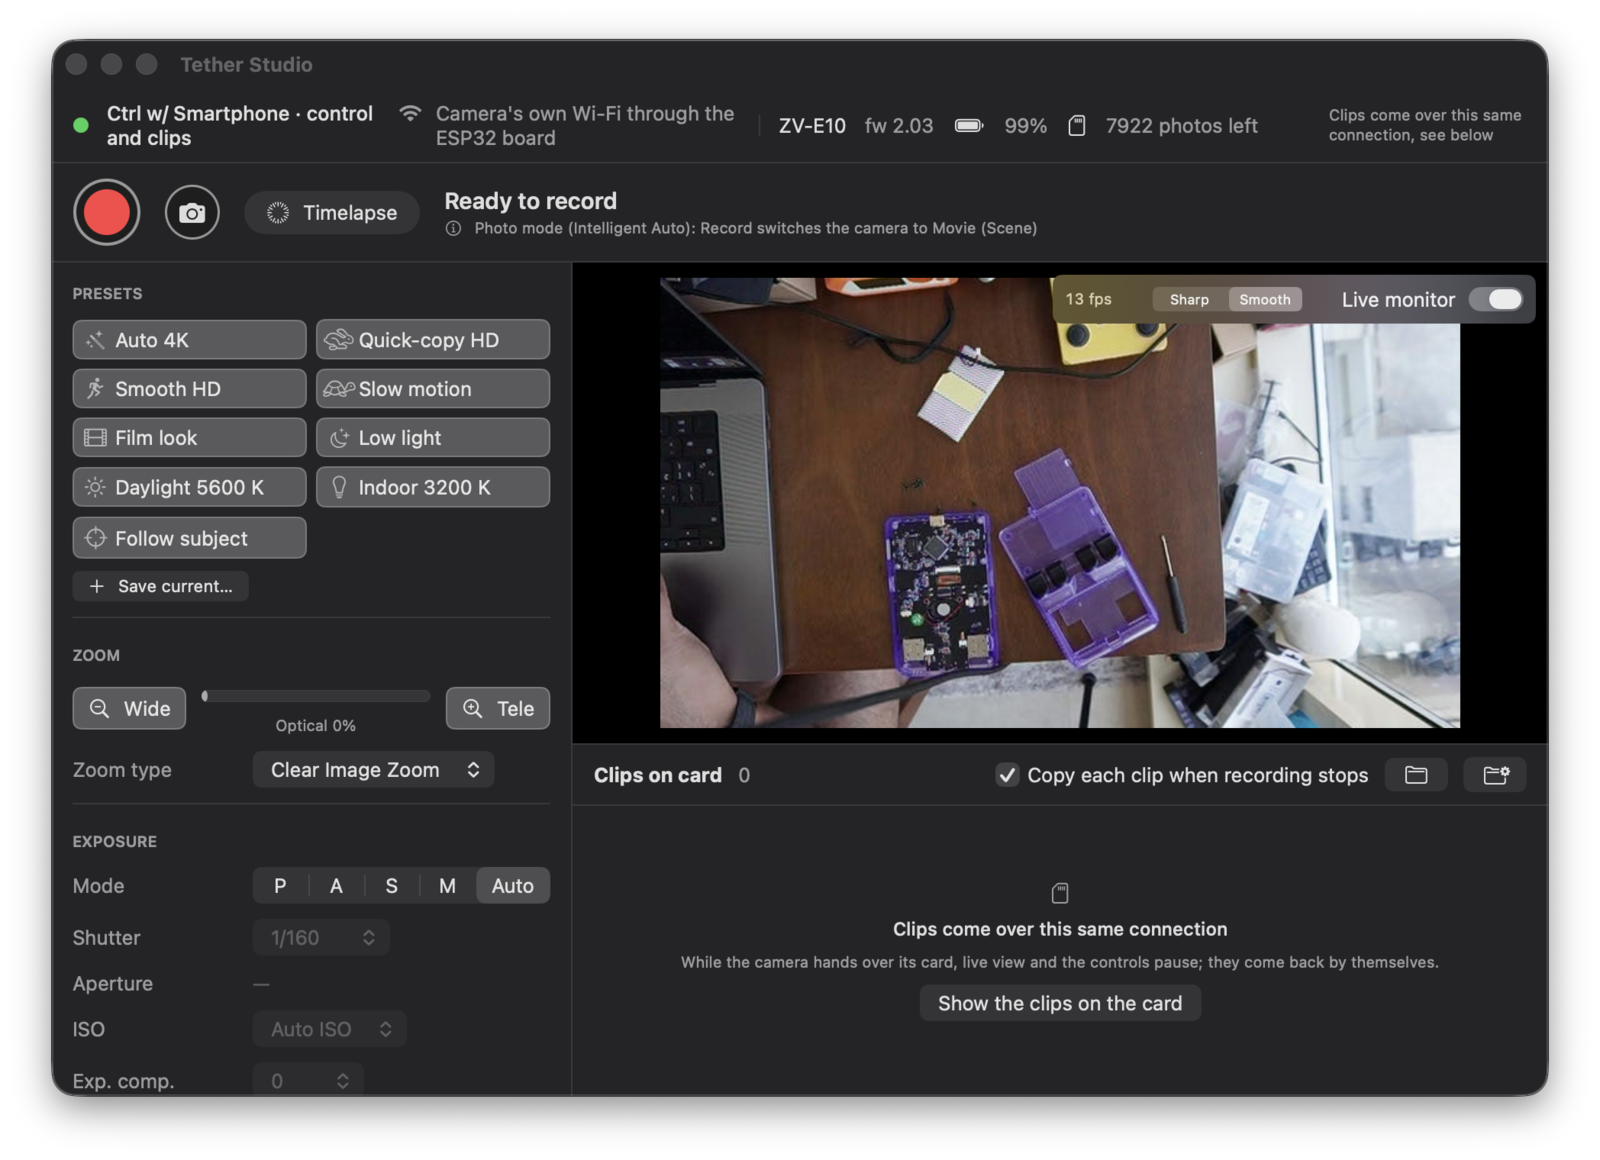 Tether Studio
Ctrl w/ Smartphone · control
and clips
Camera's own Wi-Fi through the
ESP32 board
ZV-E10 fw 2.03 99% 7922 photos left
Clips come over this same
connection, see below
Timelapse
Ready to record
Photo mode (Intelligent Auto): Record switches the camera to Movie (Scene)
PRESETS
Auto 4K
Quick-copy HD
Smooth HD
Slow motion
Film look
Low light
Daylight 5600 K
Indoor 3200 K
Follow subject
+ Save current...
ZOOM
Wide
Optical 0%
Tele
Zoom type Clear Image Zoom
EXPOSURE
Mode P A S M Auto
Shutter 1/160
Aperture —
ISO Auto ISO
Exp. comp. 0
13 fps Sharp Smooth Live monitor
Clips on card 0
Copy each clip when recording stops
Clips come over this same connection
While the camera hands over its card, live view and the controls pause; they come back by themselves.
Show the clips on the card